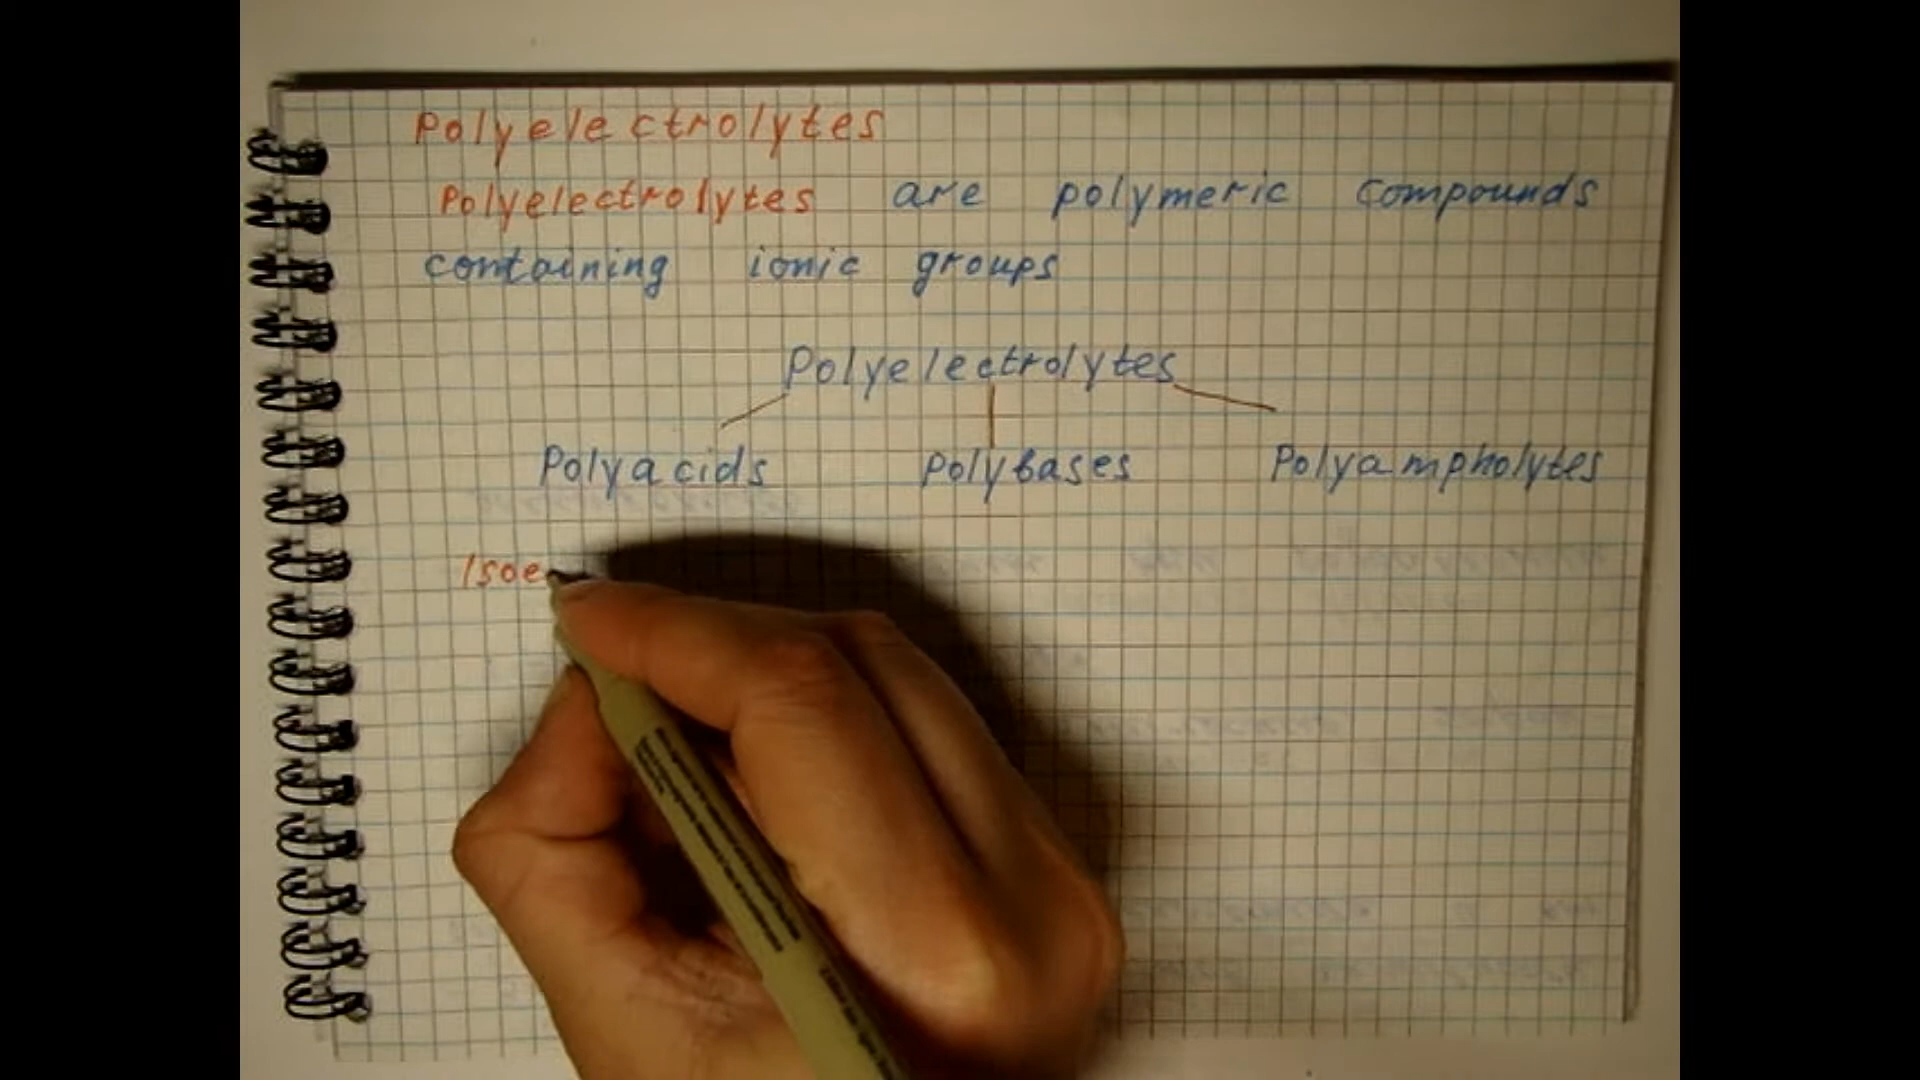 Polyelectrolytes
Polyelectrolytes are polymeric compounds
containing ionic groups
Polyelectrolytes
Polyacids Polybases Polyampholytes
Isoe